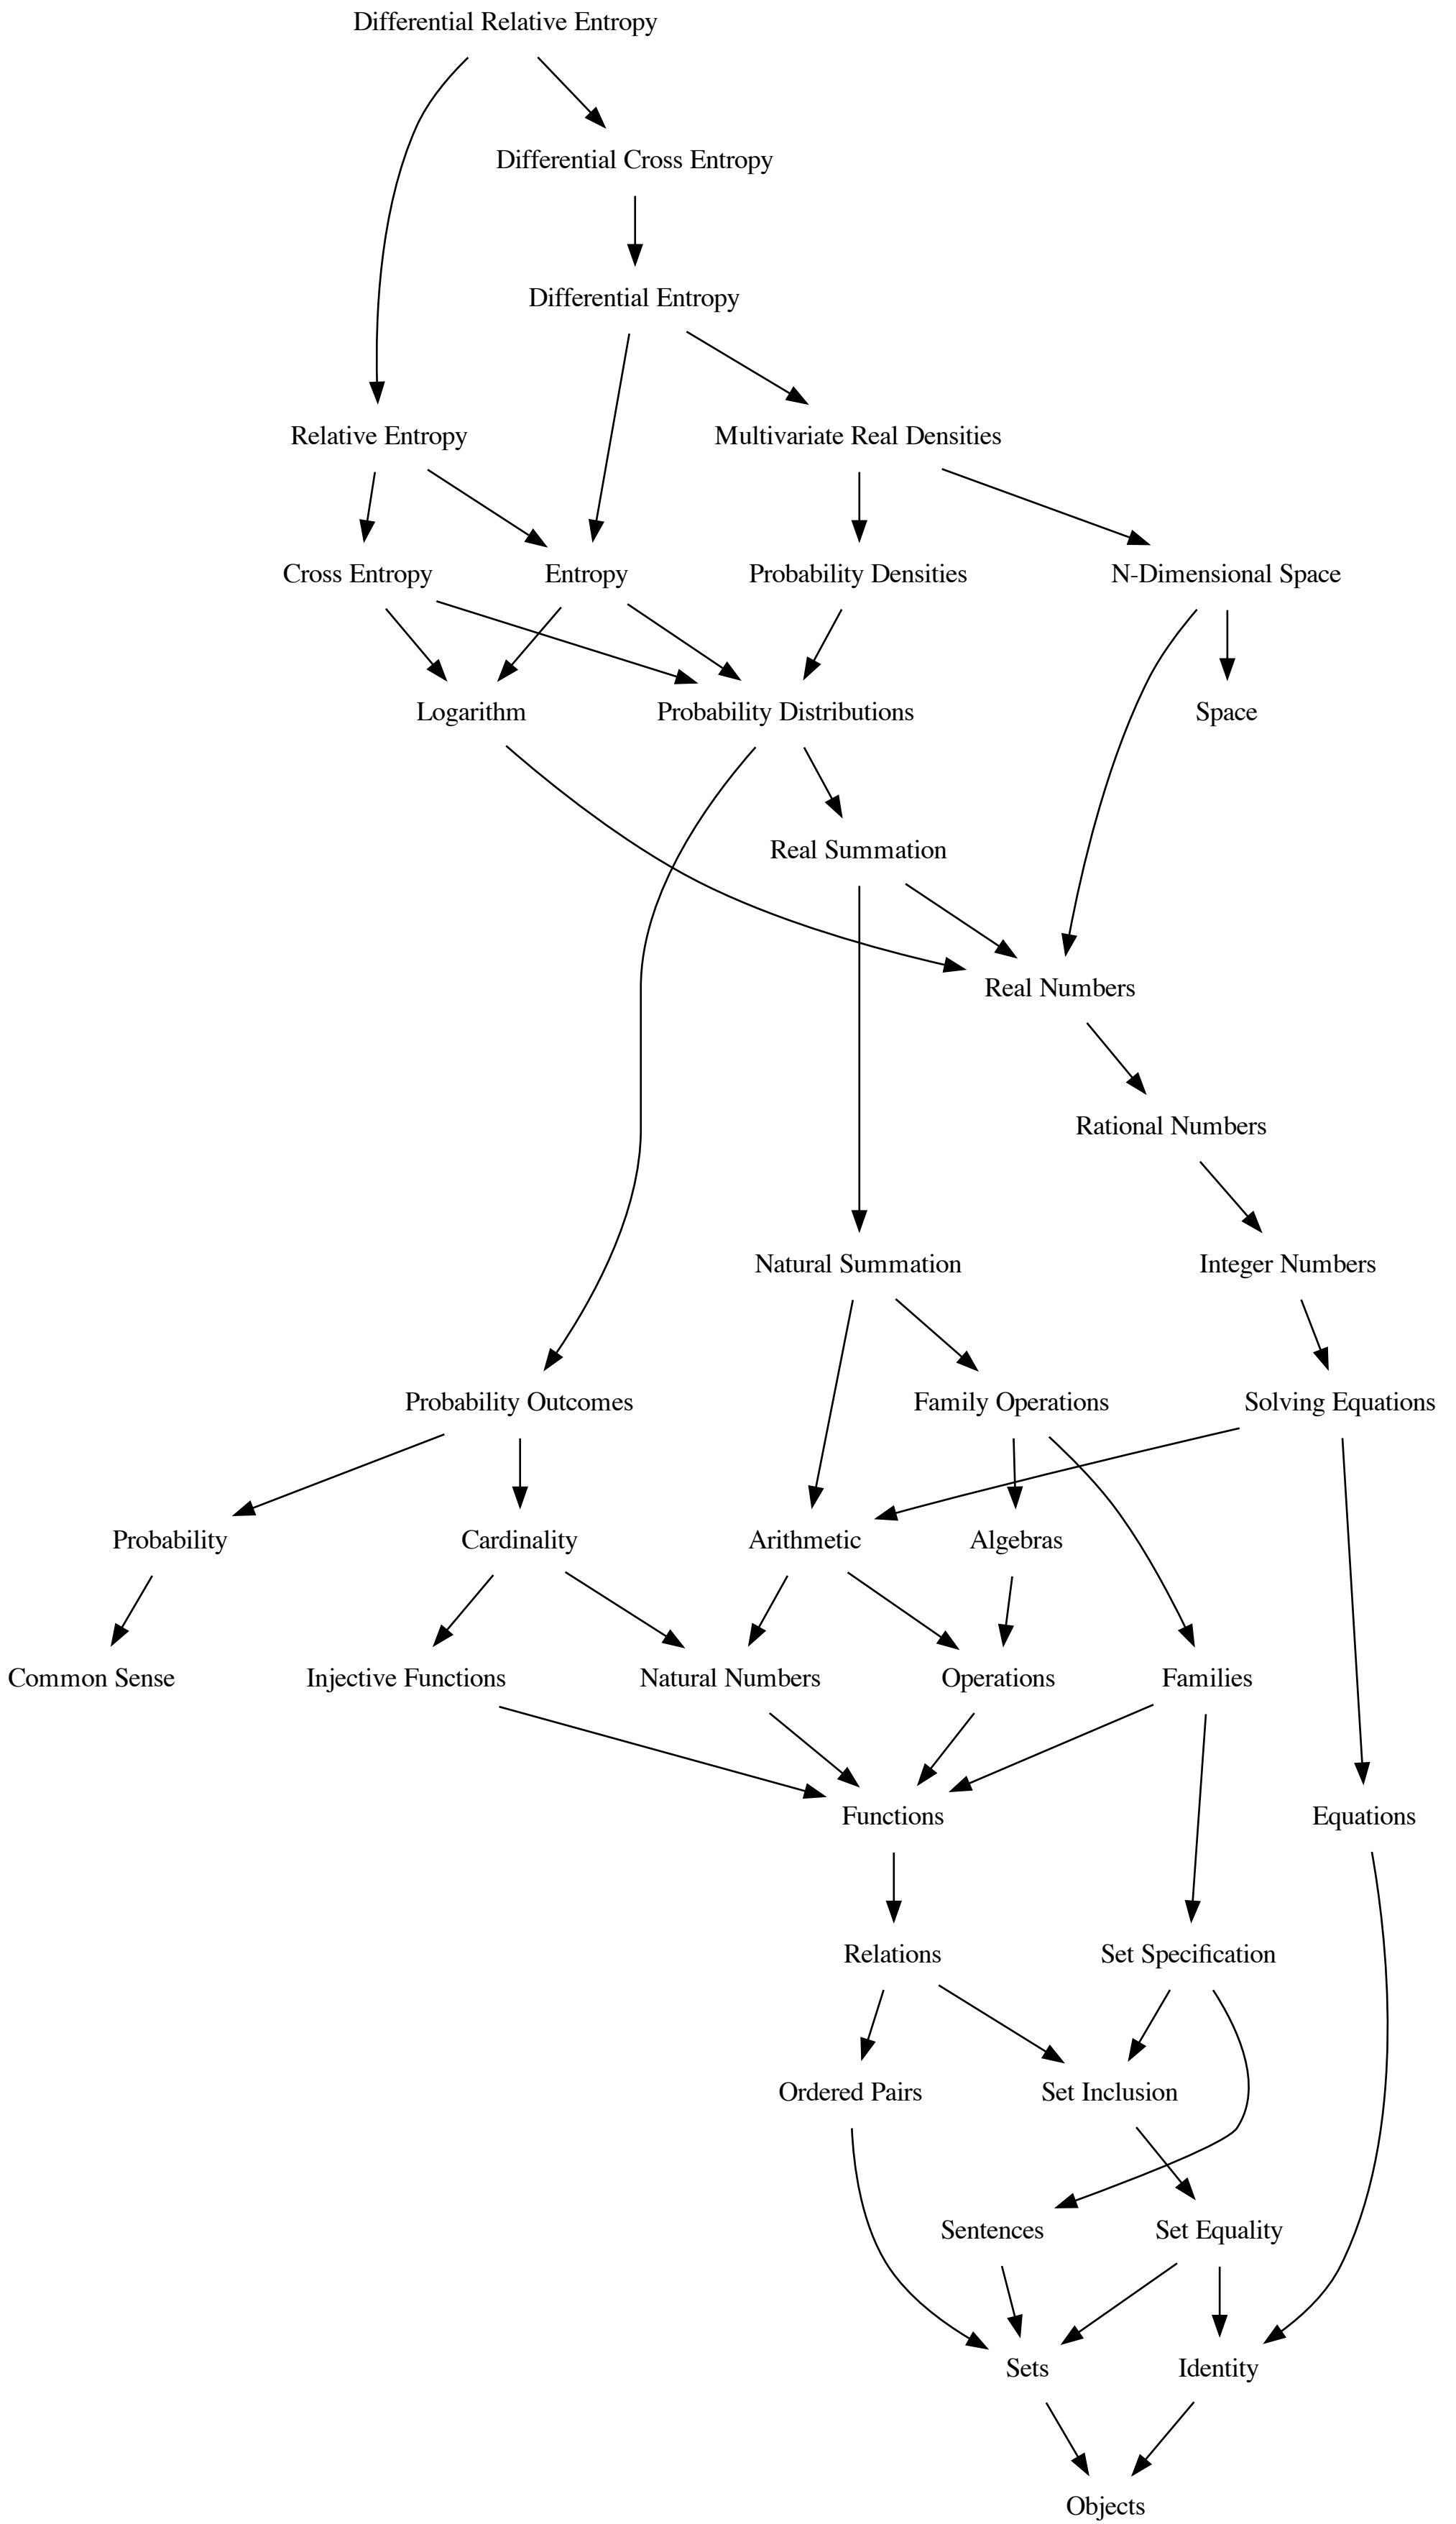 Differential Relative Entropy
Differential Cross Entropy
Differential Entropy
Relative Entropy
Multivariate Real Densities
Cross Entropy
Entropy
Probability Densities
N-Dimensional Space
Logarithm
Probability Distributions
Space
Real Summation
Real Numbers
Rational Numbers
Natural Summation
Integer Numbers
Probability Outcomes
Family Operations
Solving Equations
Probability
Cardinality
Arithmetic
Algebras
Common Sense
Injective Functions
Natural Numbers
Operations
Families
Functions
Equations
Relations
Set Specification
Ordered Pairs
Set Inclusion
Sentences
Set Equality
Sets
Identity
Objects